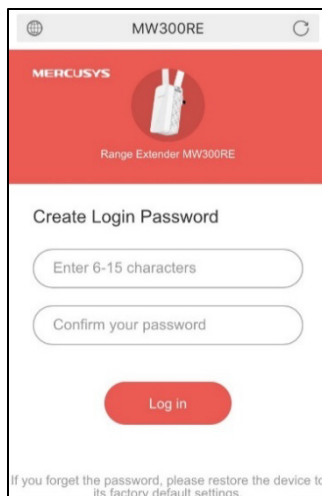 MW300RE
MERCUSYS
Range Extender MW300RE
Create Login Password
Enter 6-15 characters
Confirm your password
Log in
If you forget the password, please restore the device to
its factory default settings.